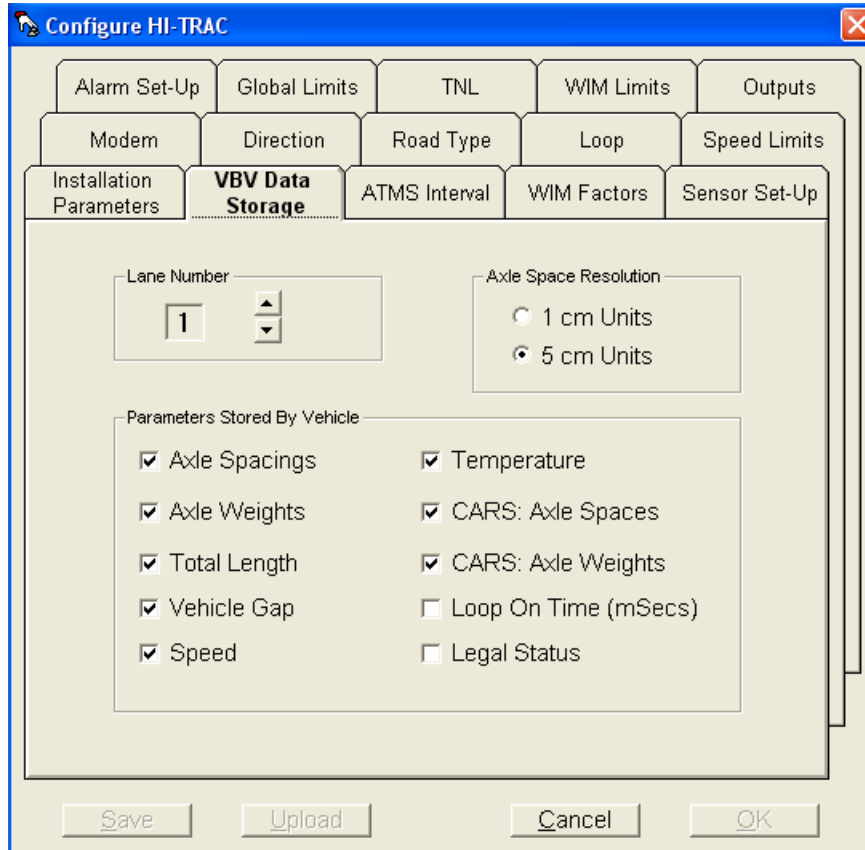 Configure HI-TRAC
Alarm Set-Up
Global Limits
TNL
WIM Limits
Outputs
Modem
Direction
Road Type
Loop
Speed Limits
Installation
Parameters
VBV Data
Storage
ATMS Interval
WIM Factors
Sensor Set-Up
Lane Number
1
Axle Space Resolution
1 cm Units
5 cm Units
Parameters Stored By Vehicle
Axle Spacings
Temperature
Axle Weights
CARS: Axle Spaces
Total Length
CARS: Axle Weights
Vehicle Gap
Loop On Time (mSecs)
Speed
Legal Status
Save
Upload
Cancel
OK